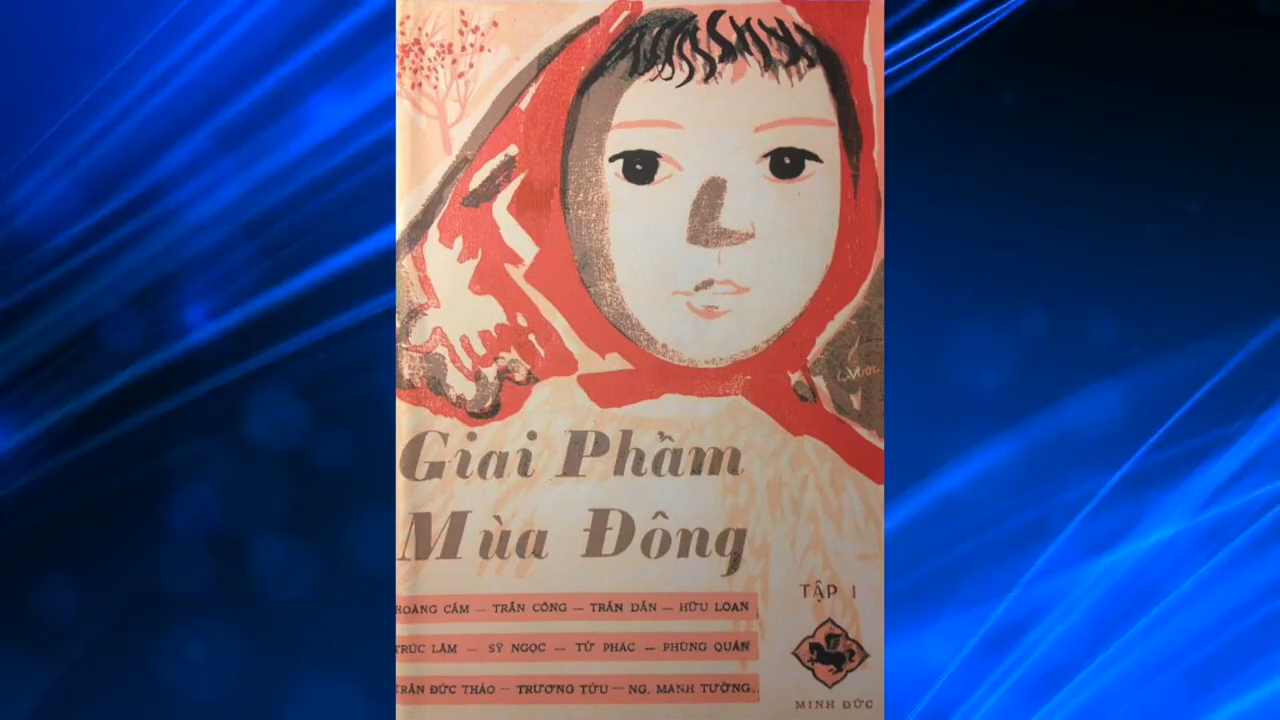 Giai Phẩm
Mùa Đông
HOÀNG CẦM — TRẦN CÔNG — TRẦN DẦN — HỮU LOAN
TRÚC LÂM — SỸ NGỌC — TỬ PHÁC — PHÙNG QUÁN
TRẦN ĐỨC THẢO — TRƯƠNG TỬU — NG. MẠNH TƯỜNG..
TẬP I
MINH ĐỨC